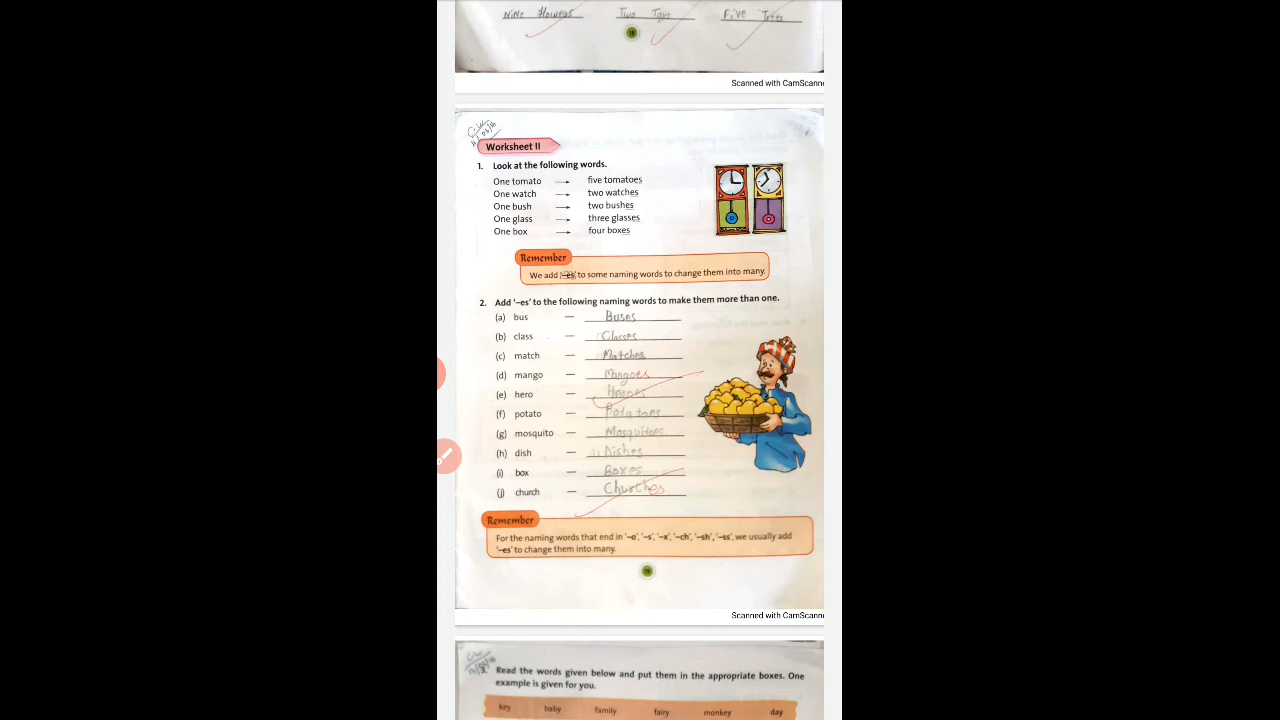 Nine
Two Toys Five Trees
18
Scanned with CamScann
C.W
Worksheet II
1. Look at the following words.
One tomato → five tomatoes
One watch → two watches
One bush → two bushes
One glass → three glasses
One box → four boxes
Remember
We add '–es' to some naming words to change them into many.
2. Add '–es' to the following naming words to make them more than one.
(a) bus — Buses
(b) class — Classes
(c) match — Matches
(d) mango — Mangoes
(e) hero — Heroes
(f) potato — Potatoes
(g) mosquito — Mosquitoes
(h) dish — Dishes
(i) box — Boxes
(j) church — Churches
Remember
For the naming words that end in '–o', '–s', '–x', '–ch', '–sh', '–ss', we usually add
'–es' to change them into many.
Scanned with CamScann
3. Read the words given below and put them in the appropriate boxes. One
example is given for you.
key baby family fairy monkey day